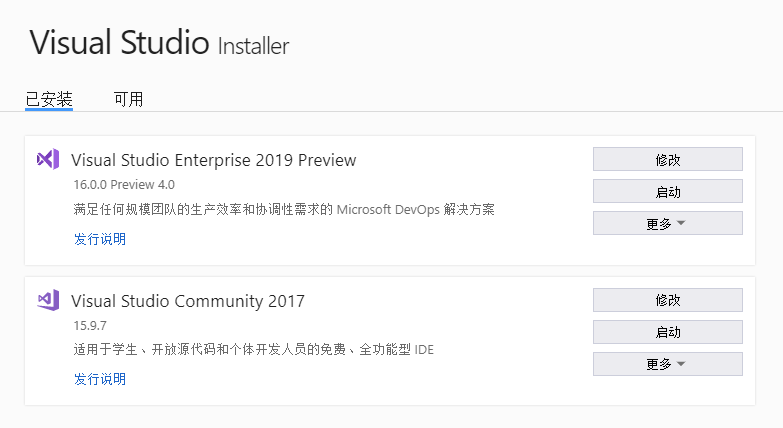 Visual Studio Installer
已安装 可用
Visual Studio Enterprise 2019 Preview
16.0.0 Preview 4.0
满足任何规模团队的生产效率和协调性需求的 Microsoft DevOps 解决方案
发行说明
修改
启动
更多
Visual Studio Community 2017
15.9.7
适用于学生、开放源代码和个体开发人员的免费、全功能型 IDE
发行说明
修改
启动
更多